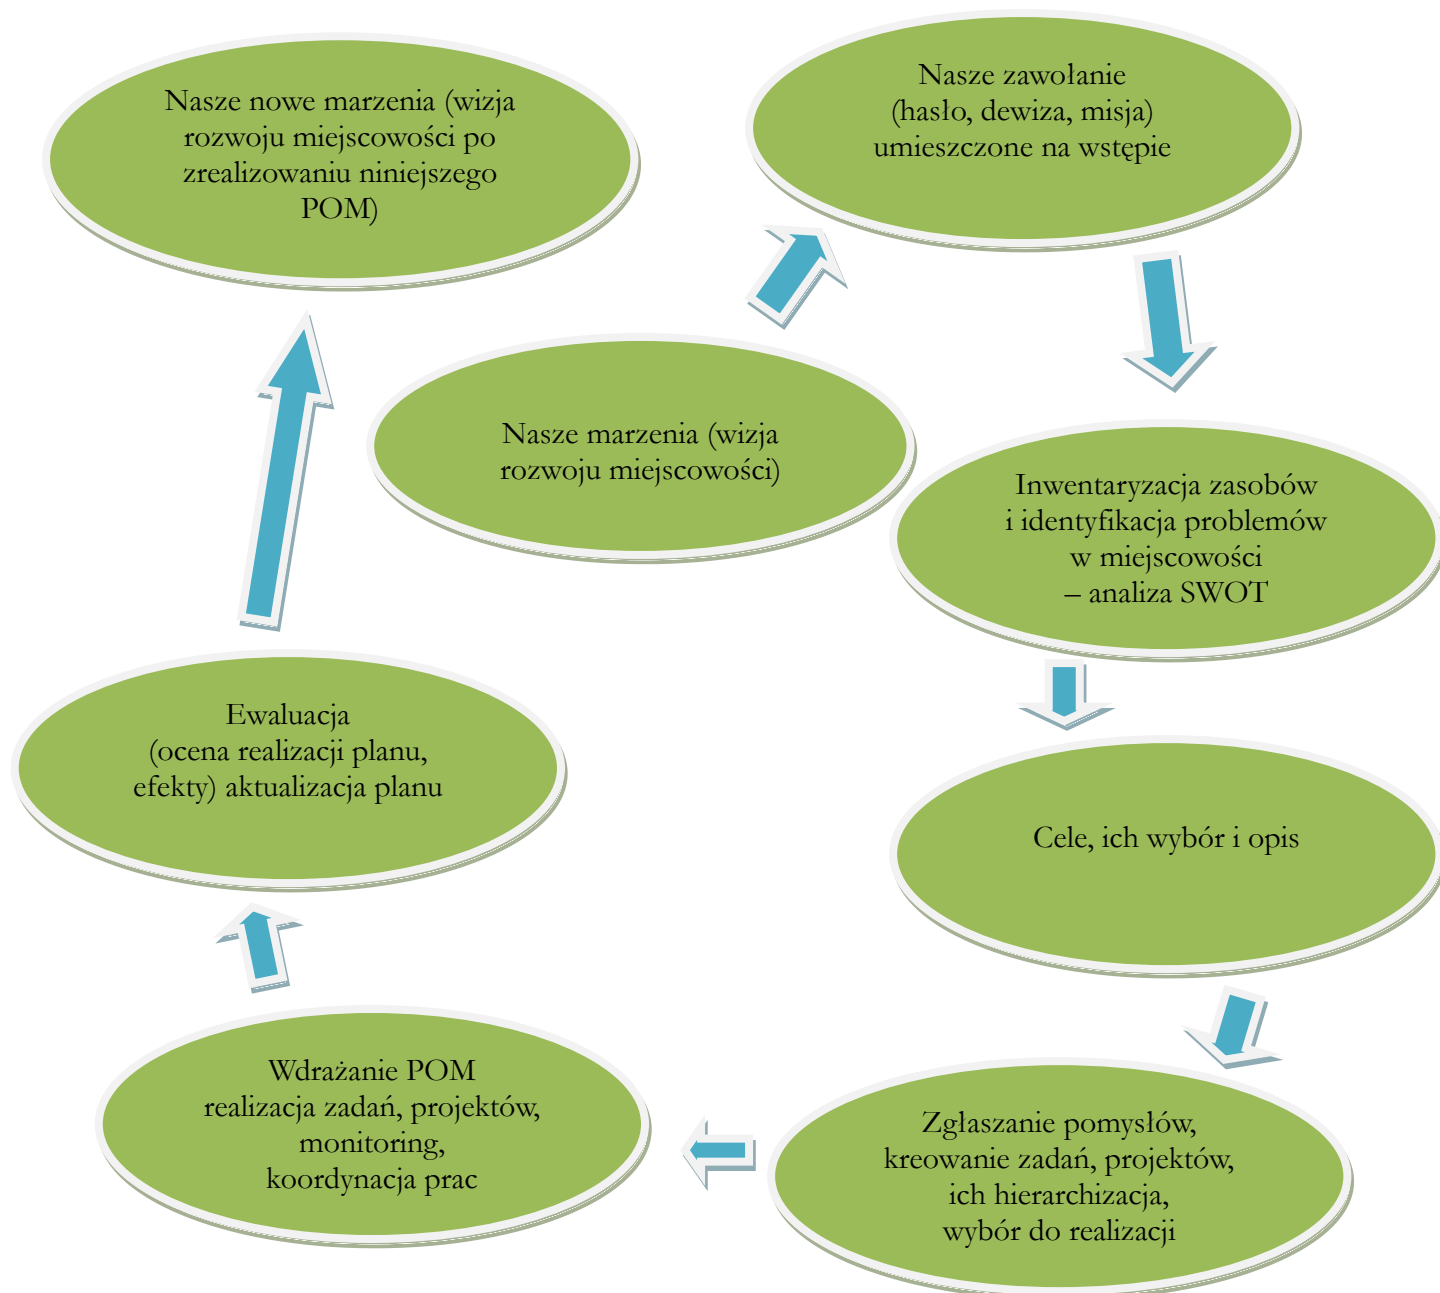 Nasze nowe marzenia (wizja
rozwoju miejscowości po
zrealizowaniu niniejszego
POM)
Nasze zawołanie
(hasło, dewiza, misja)
umieszczone na wstępie
Nasze marzenia (wizja
rozwoju miejscowości)
Inwentaryzacja zasobów
i identyfikacja problemów
w miejscowości
– analiza SWOT
Ewaluacja
(ocena realizacji planu,
efekty) aktualizacja planu
Cele, ich wybór i opis
Wdrażanie POM
realizacja zadań, projektów,
monitoring,
koordynacja prac
Zgłaszanie pomysłów,
kreowanie zadań, projektów,
ich hierarchizacja,
wybór do realizacji